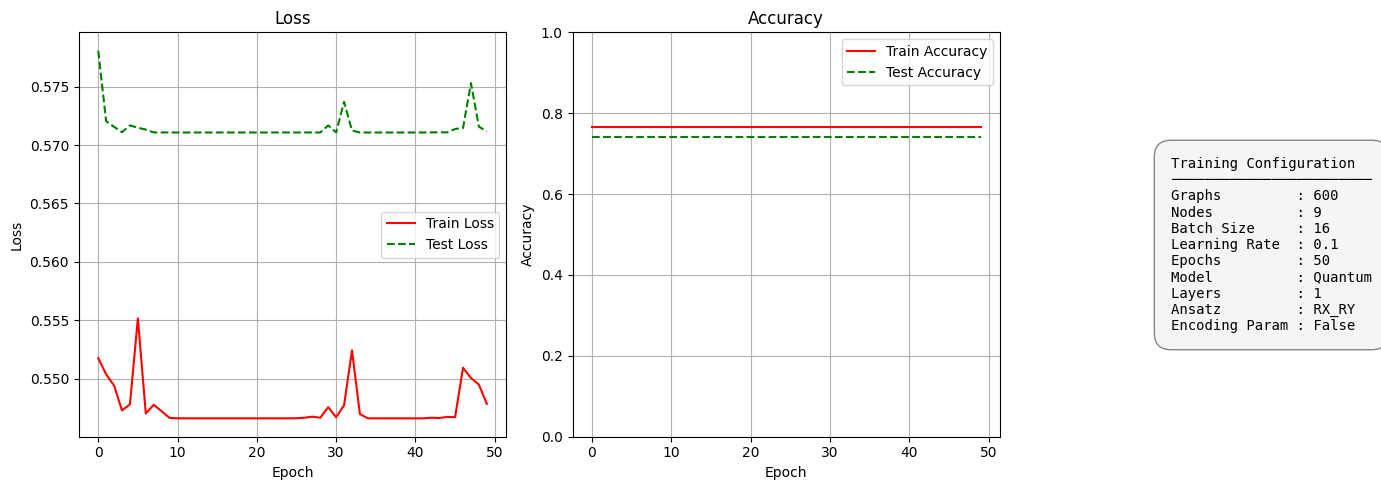 Loss
0.575
0.570
0.565
0.560
0.555
0.550
Loss
Train Loss
Test Loss
0 10 20 30 40 50
Epoch
Accuracy
1.0
0.8
0.6
0.4
0.2
0.0
Accuracy
Train Accuracy
Test Accuracy
0 10 20 30 40 50
Epoch
Training Configuration
Graphs : 600
Nodes : 9
Batch Size : 16
Learning Rate : 0.1
Epochs : 50
Model : Quantum
Layers : 1
Ansatz : RX_RY
Encoding Param : False